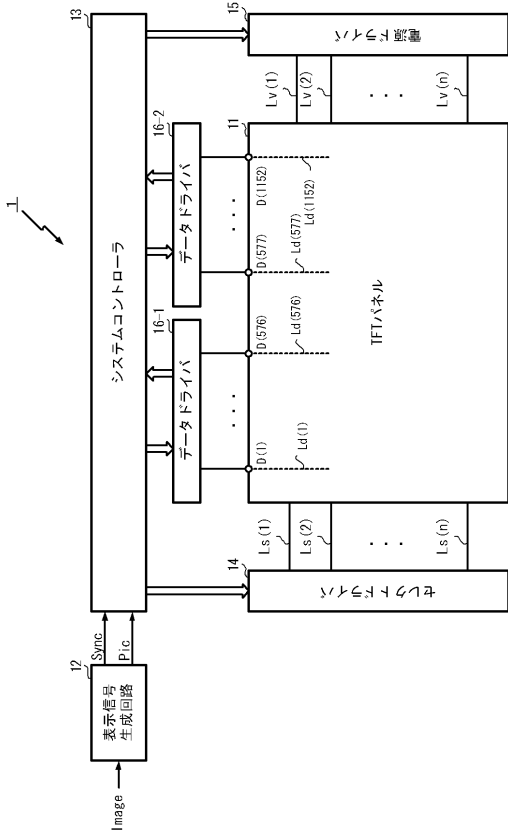 1
Image
12
表示信号
生成回路
Sync
Pic
13
システムコントローラ
14
セレクトドライバ
16-1
データドライバ
16-2
データドライバ
15
電源ドライバ
. . .
. . .
11
D(1)
D(576)
D(577)
D(1152)
Ld(1)
Ld(576)
Ld(577)
Ld(1152)
TFTパネル
Ls(1)
Ls(2)
. . .
Ls(n)
Lv(1)
Lv(2)
. . .
Lv(n)